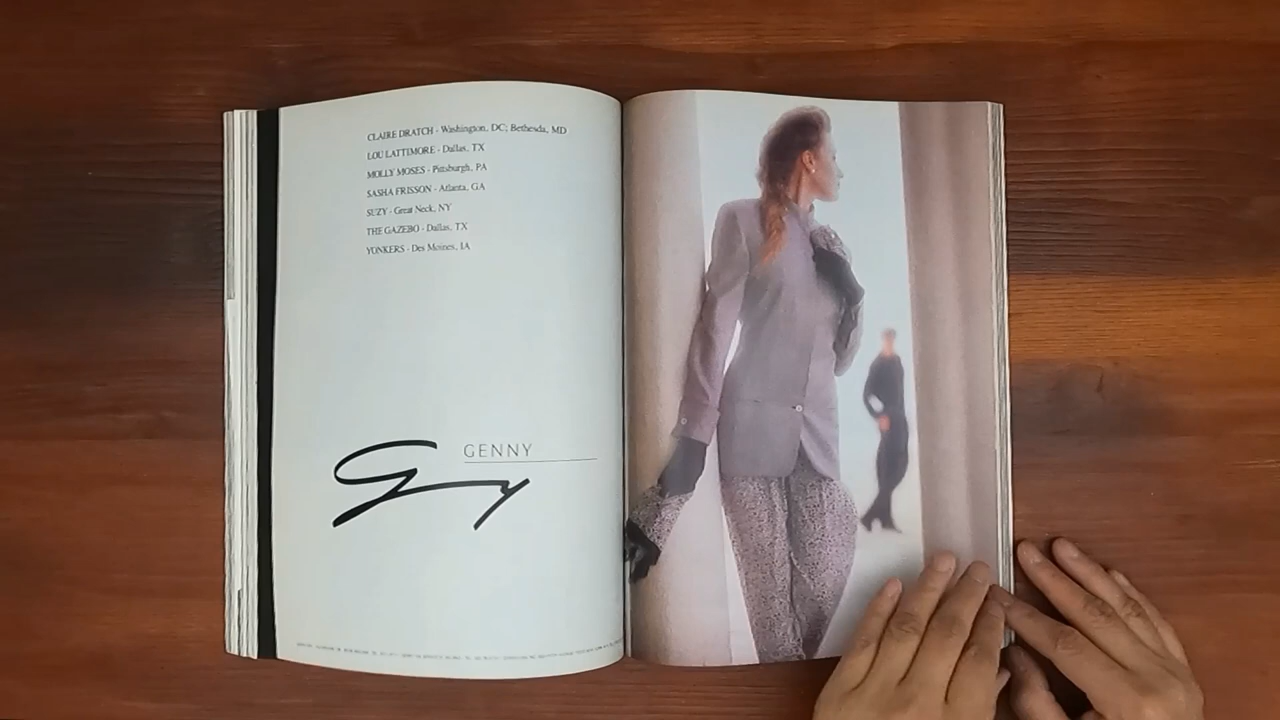 CLAIRE DRATCH - Washington, DC; Bethesda, MD
LOU LATTIMORE - Dallas, TX
MOLLY MOSES - Pittsburgh, PA
SASHA FRISSON - Atlanta, GA
SUZY - Great Neck, NY
THE GAZEBO - Dallas, TX
YONKERS - Des Moines, IA
GENNY
Genny